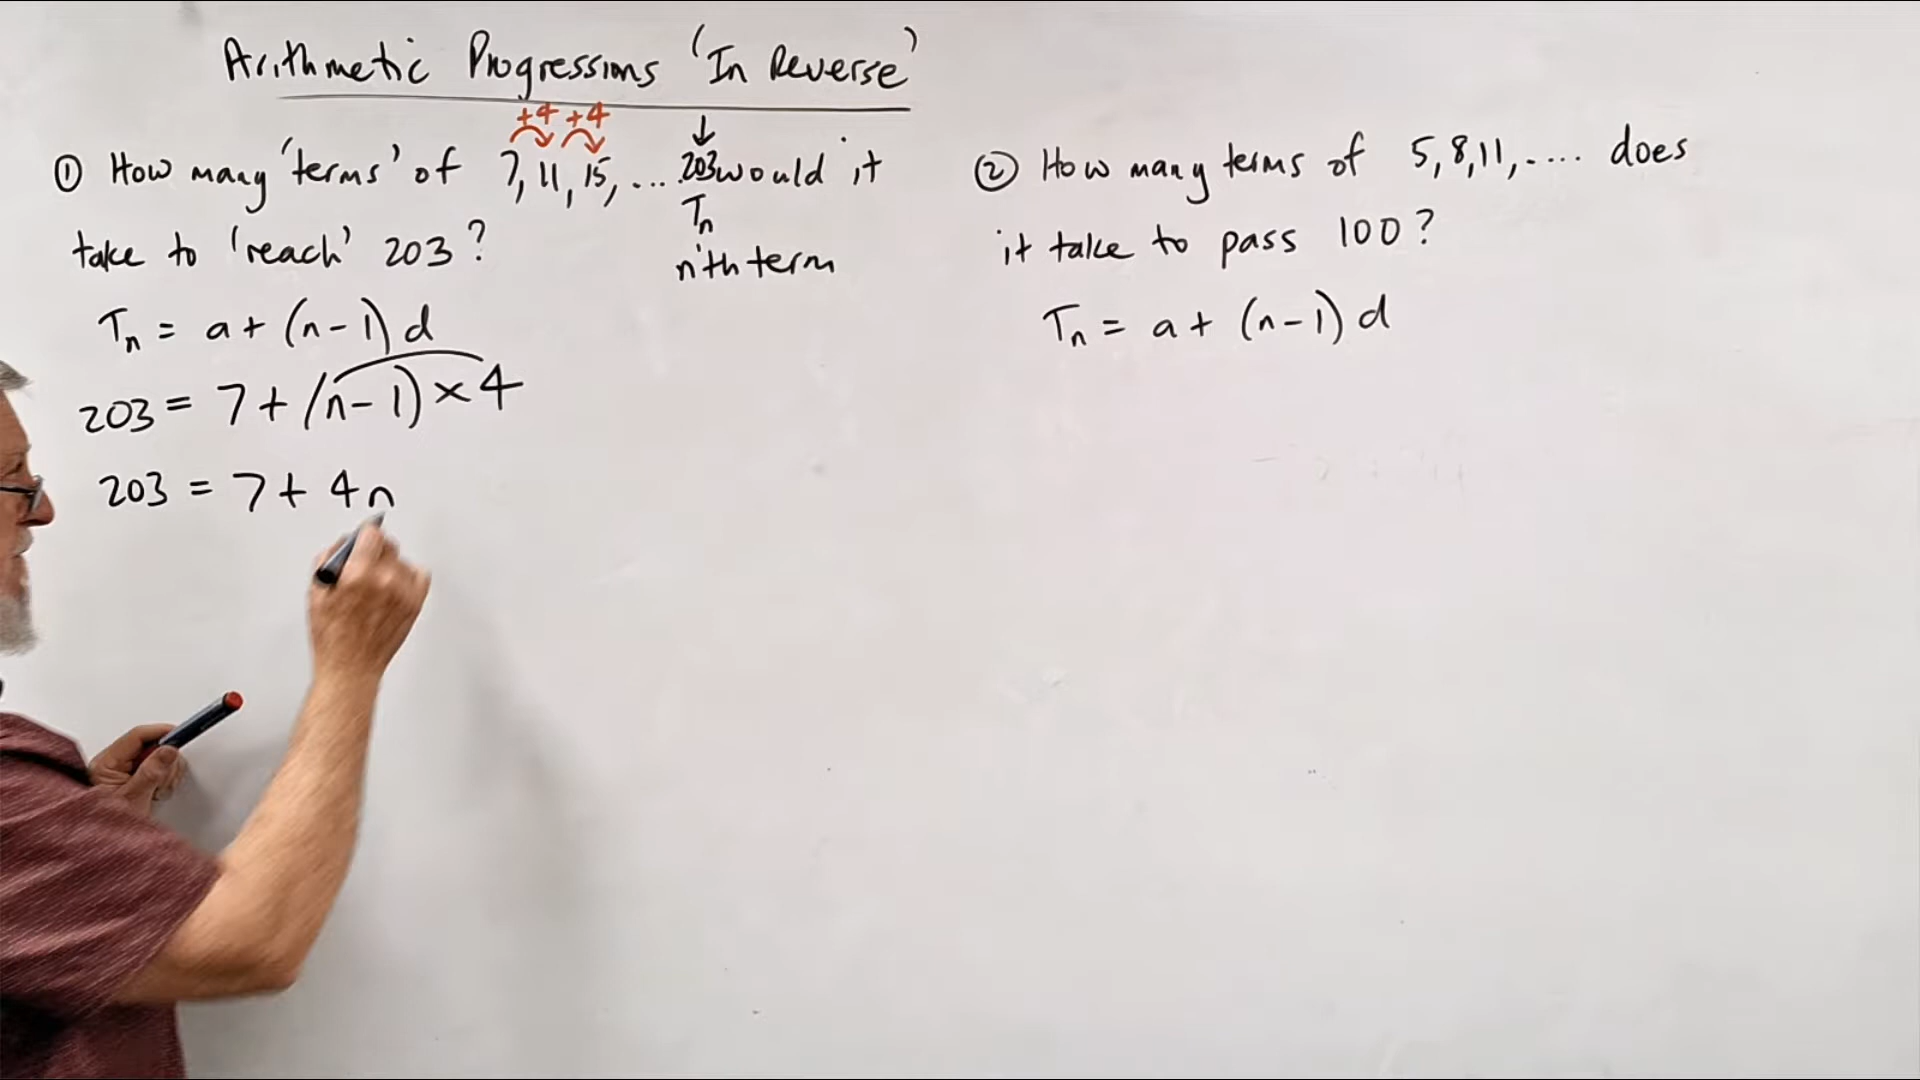 Arithmetic Progressions 'In Reverse'
+4 +4
① How many 'terms' of 7, 11, 15, .... 203 would it
Tn
take to 'reach' 203?
n'th term
Tn = a + (n-1) d
203 = 7 + (n-1) × 4
203 = 7 + 4n
② How many terms of 5, 8, 11, .... does
it take to pass 100?
Tn = a + (n-1) d